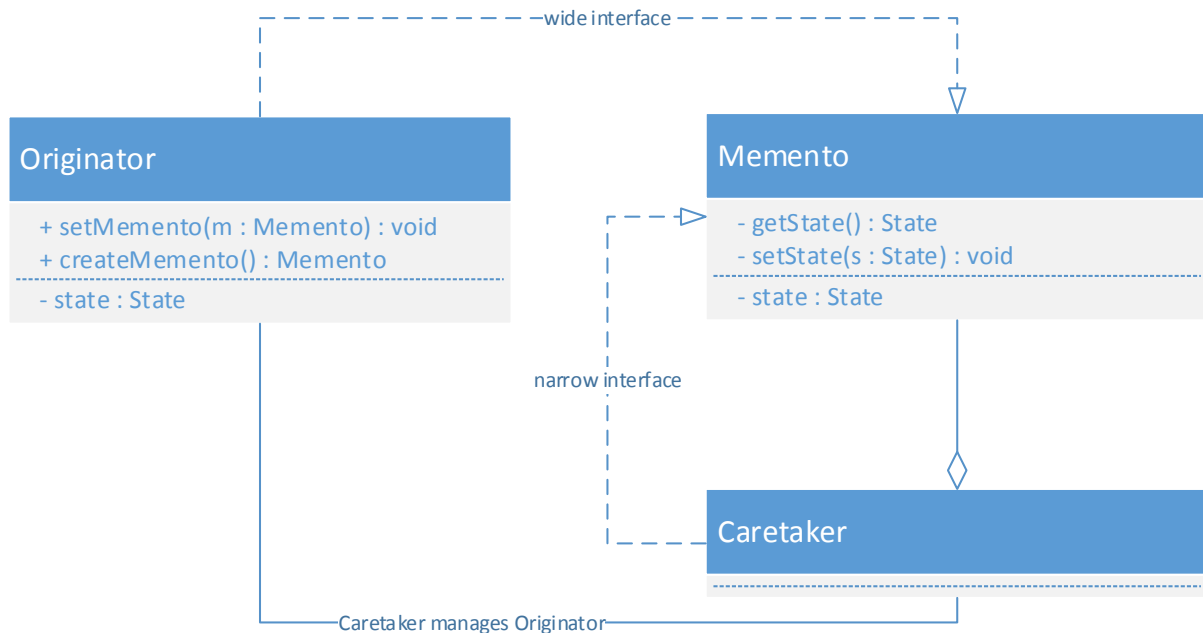 wide interface
Originator
+ setMemento(m : Memento) : void
+ createMemento() : Memento
- state : State
Memento
- getState() : State
- setState(s : State) : void
- state : State
narrow interface
Caretaker
Caretaker manages Originator